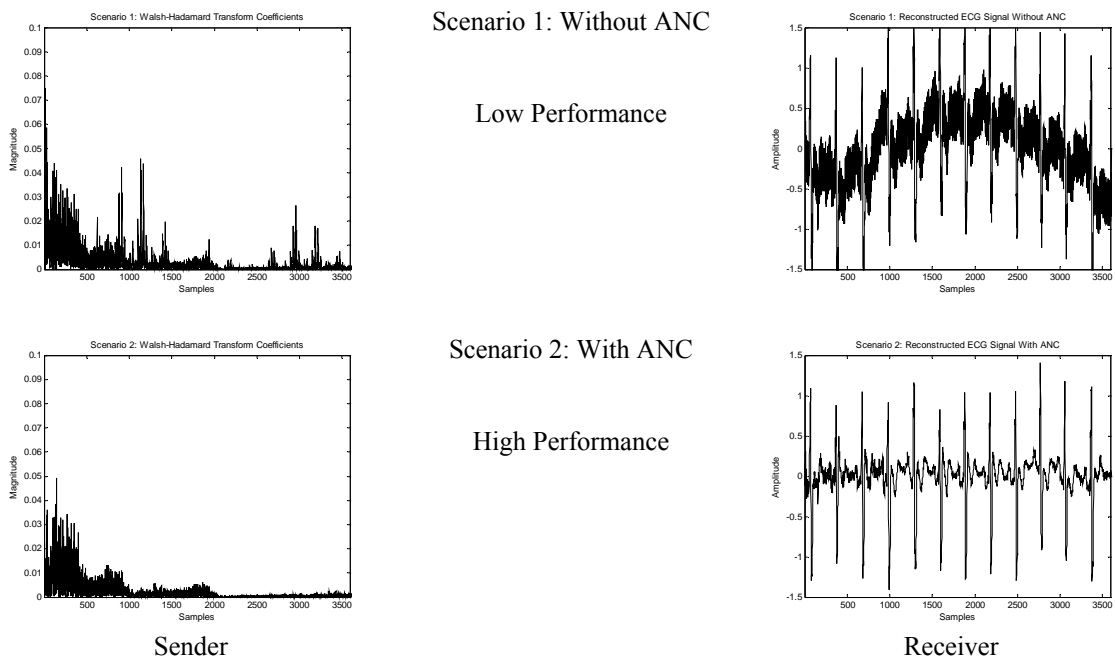 Scenario 1: Walsh-Hadamard Transform Coefficients
0.1
0.09
0.08
0.07
0.06
0.05
0.04
0.03
0.02
0.01
0
Magnitude
500 1000 1500 2000 2500 3000 3500
Samples
Scenario 1: Without ANC
Low Performance
Scenario 1: Reconstructed ECG Signal Without ANC
1.5
1
0.5
0
-0.5
-1
-1.5
Amplitude
500 1000 1500 2000 2500 3000 3500
Samples
Scenario 2: Walsh-Hadamard Transform Coefficients
0.1
0.09
0.08
0.07
0.06
0.05
0.04
0.03
0.02
0.01
0
Magnitude
500 1000 1500 2000 2500 3000 3500
Samples
Scenario 2: With ANC
High Performance
Scenario 2: Reconstructed ECG Signal With ANC
1.5
1
0.5
0
-0.5
-1
-1.5
Amplitude
500 1000 1500 2000 2500 3000 3500
Samples
Sender
Receiver